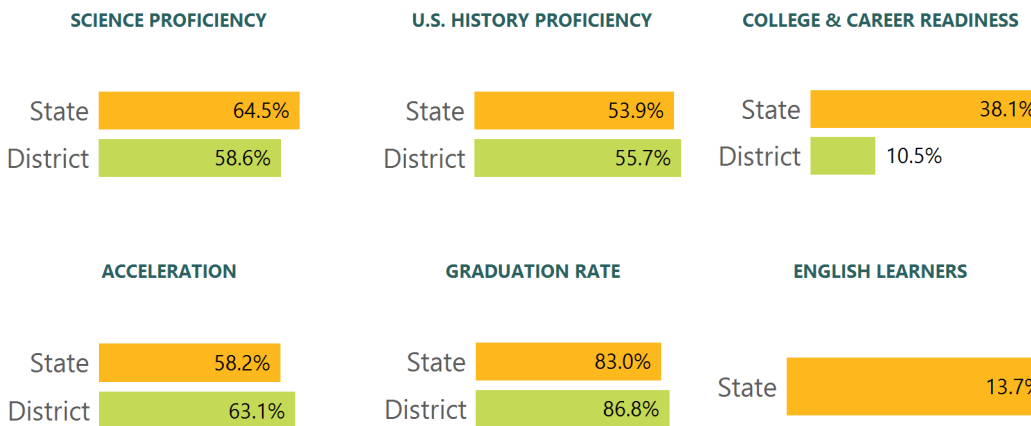 SCIENCE PROFICIENCY
State 64.5%
District 58.6%
U.S. HISTORY PROFICIENCY
State 53.9%
District 55.7%
COLLEGE & CAREER READINESS
State 38.1%
District 10.5%
ACCELERATION
State 58.2%
District 63.1%
GRADUATION RATE
State 83.0%
District 86.8%
ENGLISH LEARNERS
State 13.7%